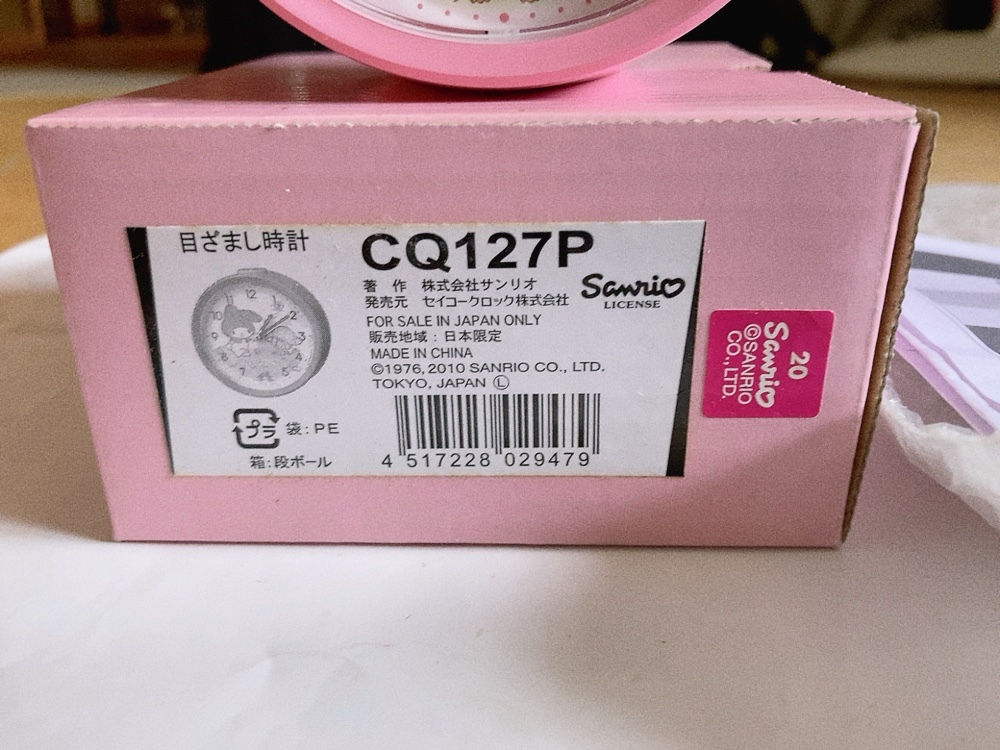 目ざまし時計
CQ127P
著 作 株式会社サンリオ
発売元 セイコークロック株式会社
Sanrio
LICENSE
FOR SALE IN JAPAN ONLY
販売地域：日本限定
MADE IN CHINA
©1976, 2010 SANRIO CO., LTD.
TOKYO, JAPAN Ⓛ
プラ 袋：PE
箱：段ボール
4 517228 029479
20
Sanrio
©SANRIO
CO., LTD.